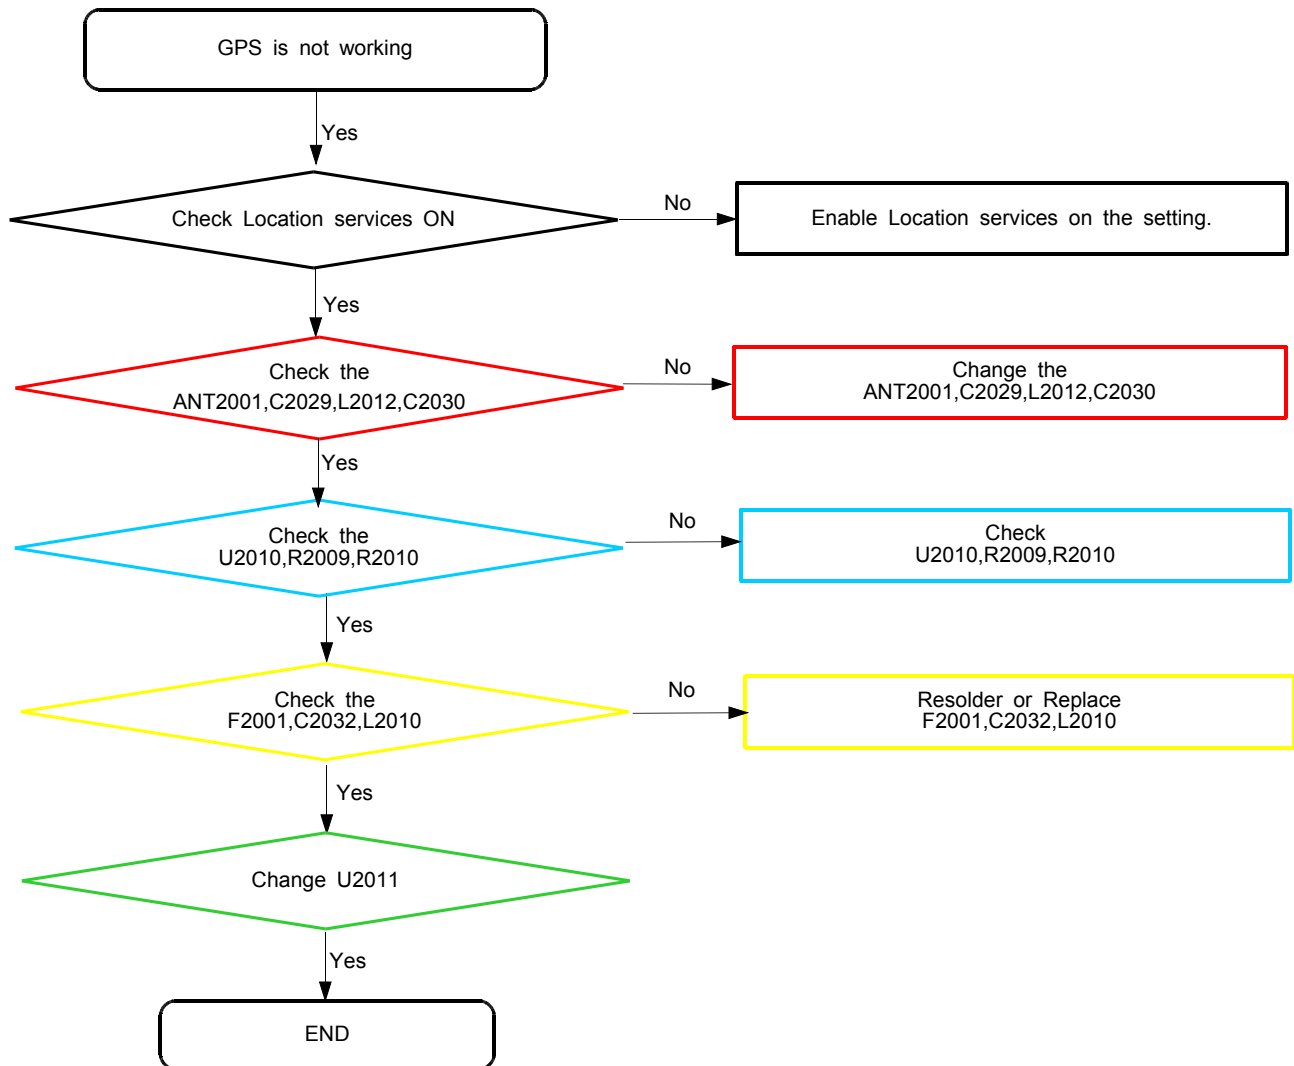 GPS is not working
Yes
Check Location services ON
No
Enable Location services on the setting.
Yes
Check the
ANT2001,C2029,L2012,C2030
No
Change the
ANT2001,C2029,L2012,C2030
Yes
Check the
U2010,R2009,R2010
No
Check
U2010,R2009,R2010
Yes
Check the
F2001,C2032,L2010
No
Resolder or Replace
F2001,C2032,L2010
Yes
Change U2011
Yes
END